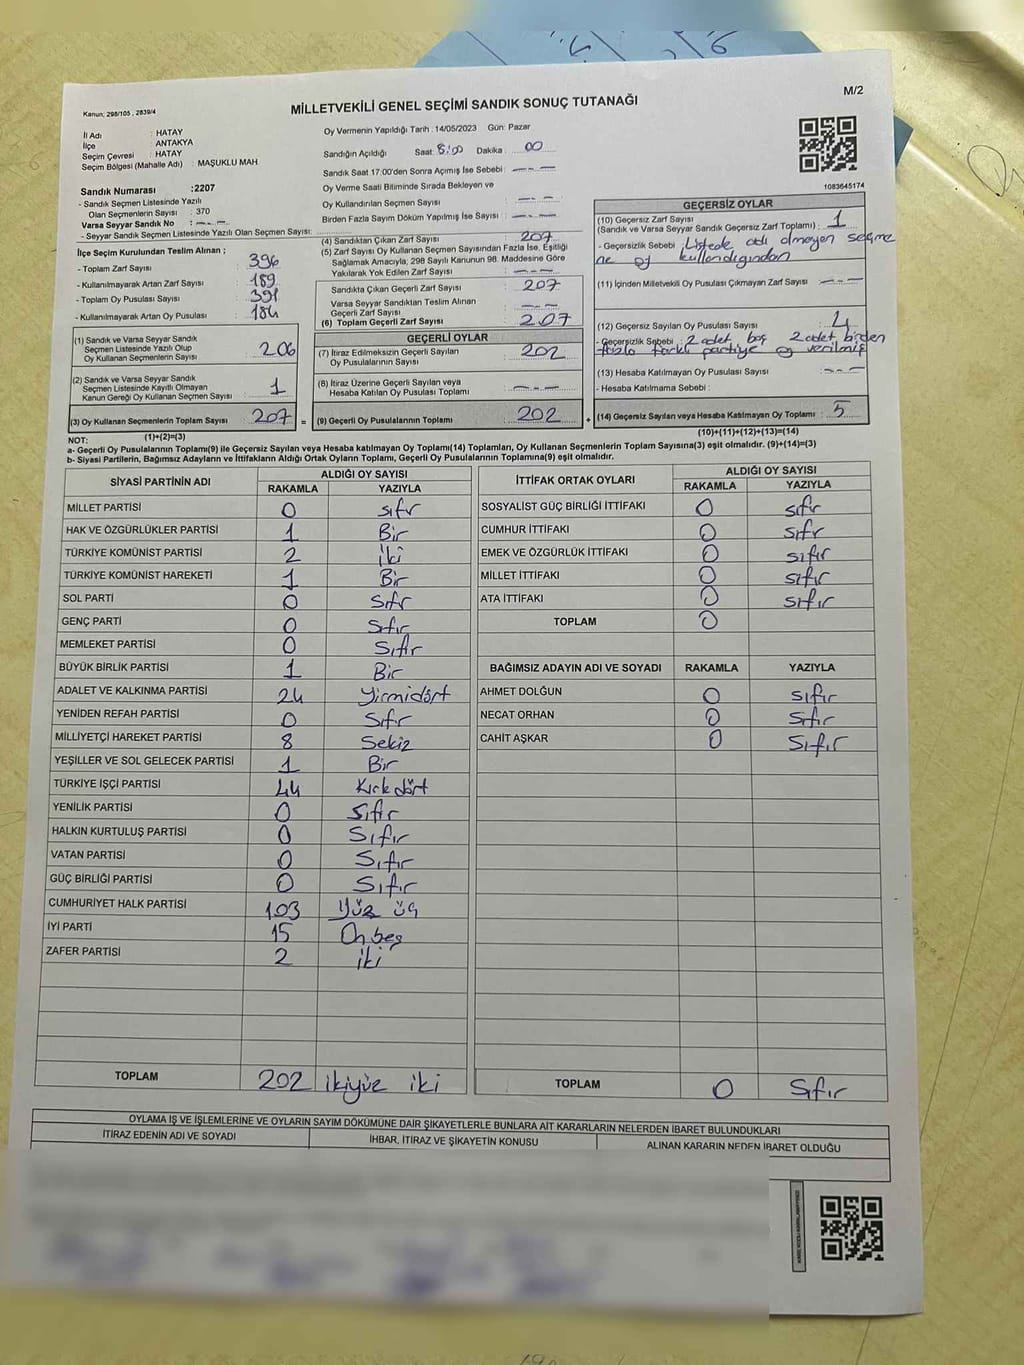 M/2
Kanun; 298/105 , 2839/4
MİLLETVEKİLİ GENEL SEÇİMİ SANDIK SONUÇ TUTANAĞI
İl Adı : HATAY
İlçe ANTAKYA
Seçim Çevresi : HATAY
Seçim Bölgesi (Mahalle Adı) : MAŞUKLU MAH.
Oy Vermenin Yapıldığı Tarih : 14/05/2023 Gün: Pazar
Sandığın Açıldığı Saat: 8:00 Dakika : 00
Sandık Saat 17:00'den Sonra Açımış İse Sebebi : ---
Oy Verme Saati Bitiminde Sırada Bekleyen ve
Oy Kullandırılan Seçmen Sayısı ---
Birden Fazla Sayım Döküm Yapılmış İse Sayısı : ---
1083645174
Sandık Numarası :2207
- Sandık Seçmen Listesinde Yazılı
Olan Seçmenlerin Sayısı : 370
Varsa Seyyar Sandık No : ---
- Seyyar Sandık Seçmen Listesinde Yazılı Olan Seçmen Sayısı:
İlçe Seçim Kurulundan Teslim Alınan ;
- Toplam Zarf Sayısı 396
- Kullanılmayarak Artan Zarf Sayısı 189
- Toplam Oy Pusulası Sayısı 391
- Kullanılmayarak Artan Oy Pusulası 184
(1) Sandık ve Varsa Seyyar Sandık
Seçmen Listesinde Yazılı Olup
Oy Kullanan Seçmenlerin Sayısı 206
(2) Sandık ve Varsa Seyyar Sandık
Seçmen Listesinde Kayıtlı Olmayan
Kanun Gereği Oy Kullanan Seçmen Sayısı 1
(3) Oy Kullanan Seçmenlerin Toplam Sayısı 207 =
(1)+(2)=(3)
(4) Sandıktan Çıkan Zarf Sayısı 207
(5) Zarf Sayısı Oy Kullanan Seçmen Sayısından Fazla İse, Eşitliği
Sağlamak Amacıyla, 298 Sayılı Kanunun 98. Maddesine Göre
Yakılarak Yok Edilen Zarf Sayısı ---
Sandıkta Çıkan Geçerli Zarf Sayısı : 207
Varsa Seyyar Sandıktan Teslim Alınan
Geçerli Zarf Sayısı ---
(6) Toplam Geçerli Zarf Sayısı 207
GEÇERLİ OYLAR
(7) İtiraz Edilmeksizin Geçerli Sayılan
Oy Pusulalarının Sayısı 202
(8) İtiraz Üzerine Geçerli Sayılan veya
Hesaba Katılan Oy Pusulası Toplamı ---
(9) Geçerli Oy Pusulalarının Toplamı 202 +
GEÇERSİZ OYLAR
(10) Geçersiz Zarf Sayısı
(Sandık ve Varsa Seyyar Sandık Geçersiz Zarf Toplamı) : 1
- Geçersizlik Sebebi : Listede adı olmayan seçme
ne oy kullandığından
(11) İçinden Milletvekili Oy Pusulası Çıkmayan Zarf Sayısı ---
(12) Geçersiz Sayılan Oy Pusulası Sayısı : 4
- Geçersizlik Sebebi : 2 adet boş 2 adet birden
fazla farklı partiye oy verilmiş
(13) Hesaba Katılmayan Oy Pusulası Sayısı : ---
- Hesaba Katılmama Sebebi :
(14) Geçersiz Sayılan veya Hesaba Katılmayan Oy Toplamı : 5
(10)+(11)+(12)+(13)=(14)
NOT:
a- Geçerli Oy Pusulalarının Toplamı(9) ile Geçersiz Sayılan veya Hesaba katılmayan Oy Toplamı(14) Toplamları, Oy Kullanan Seçmenlerin Toplam Sayısına(3) eşit olmalıdır. (9)+(14)=(3)
b- Siyasi Partilerin, Bağımsız Adayların ve İttifakların Aldığı Oyların Toplamı, Geçerli Oy Pusulalarının Toplamına(9) eşit olmalıdır.
SİYASİ PARTİNİN ADI ALDIĞI OY SAYISI
RAKAMLA YAZIYLA
MİLLET PARTİSİ 0 sıfır
HAK VE ÖZGÜRLÜKLER PARTİSİ 1 Bir
TÜRKİYE KOMÜNİST PARTİSİ 2 iki
TÜRKİYE KOMÜNİST HAREKETİ 1 Bir
SOL PARTİ 0 Sıfır
GENÇ PARTİ 0 Sıfır
MEMLEKET PARTİSİ 0 Sıfır
BÜYÜK BİRLİK PARTİSİ 1 Bir
ADALET VE KALKINMA PARTİSİ 24 Yirmidört
YENİDEN REFAH PARTİSİ 0 Sıfır
MİLLİYETÇİ HAREKET PARTİSİ 8 Sekiz
YEŞİLLER VE SOL GELECEK PARTİSİ 1 Bir
TÜRKİYE İŞÇİ PARTİSİ 44 Kırkdört
YENİLİK PARTİSİ 0 Sıfır
HALKIN KURTULUŞ PARTİSİ 0 Sıfır
VATAN PARTİSİ 0 Sıfır
GÜÇ BİRLİĞİ PARTİSİ 0 Sıfır
CUMHURİYET HALK PARTİSİ 103 Yüz üç
İYİ PARTİ 15 Onbeş
ZAFER PARTİSİ 2 iki
TOPLAM 202 ikiyüz iki
İTTİFAK ORTAK OYLARI ALDIĞI OY SAYISI
RAKAMLA YAZIYLA
SOSYALİST GÜÇ BİRLİĞİ İTTİFAKI 0 sıfır
CUMHUR İTTİFAKI 0 sıfır
EMEK VE ÖZGÜRLÜK İTTİFAKI 0 sıfır
MİLLET İTTİFAKI 0 sıfır
ATA İTTİFAKI 0 sıfır
TOPLAM 0
BAĞIMSIZ ADAYIN ADI VE SOYADI RAKAMLA YAZIYLA
AHMET DOLĞUN 0 sıfır
NECAT ORHAN 0 Sıfır
CAHİT AŞKAR 0 Sıfır
TOPLAM 0 Sıfır
OYLAMA İŞ VE İŞLEMLERİNE VE OYLARIN SAYIM DÖKÜMÜNE DAİR ŞİKAYETLERLE BUNLARA AİT KARARLARIN NELERDEN İBARET BULUNDUKLARI
İTİRAZ EDENİN ADI VE SOYADI İHBAR, İTİRAZ VE ŞİKAYETİN KONUSU ALINAN KARARIN NEDEN İBARET OLDUĞU